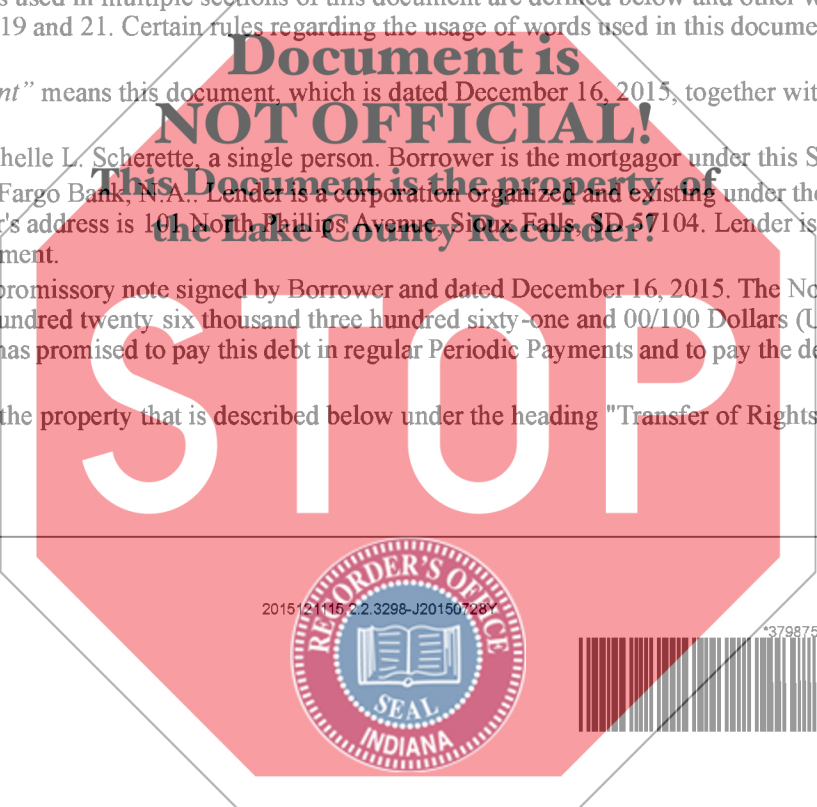 s used in multiple sections of this document are defined below and other w
19 and 21. Certain rules regarding the usage of words used in this docume
Document is
nt” means this document, which is dated December 16, 2015, together wit
NOT OFFICIAL!
helle L. Scherette, a single person. Borrower is the mortgagor under this S
This Document is the property of
Fargo Bank, N.A.. Lender is a corporation organized and existing under the
the Lake County Recorder!
r's address is 101 North Phillips Avenue, Sioux Falls, SD 57104. Lender is
ment.
promissory note signed by Borrower and dated December 16, 2015. The No
undred twenty six thousand three hundred sixty-one and 00/100 Dollars (U
has promised to pay this debt in regular Periodic Payments and to pay the de
STOP
the property that is described below under the heading "Transfer of Rights
2015121115.2.2.3298-J20150728Y
RECORDER'S OFFICE
SEAL
INDIANA
*379875